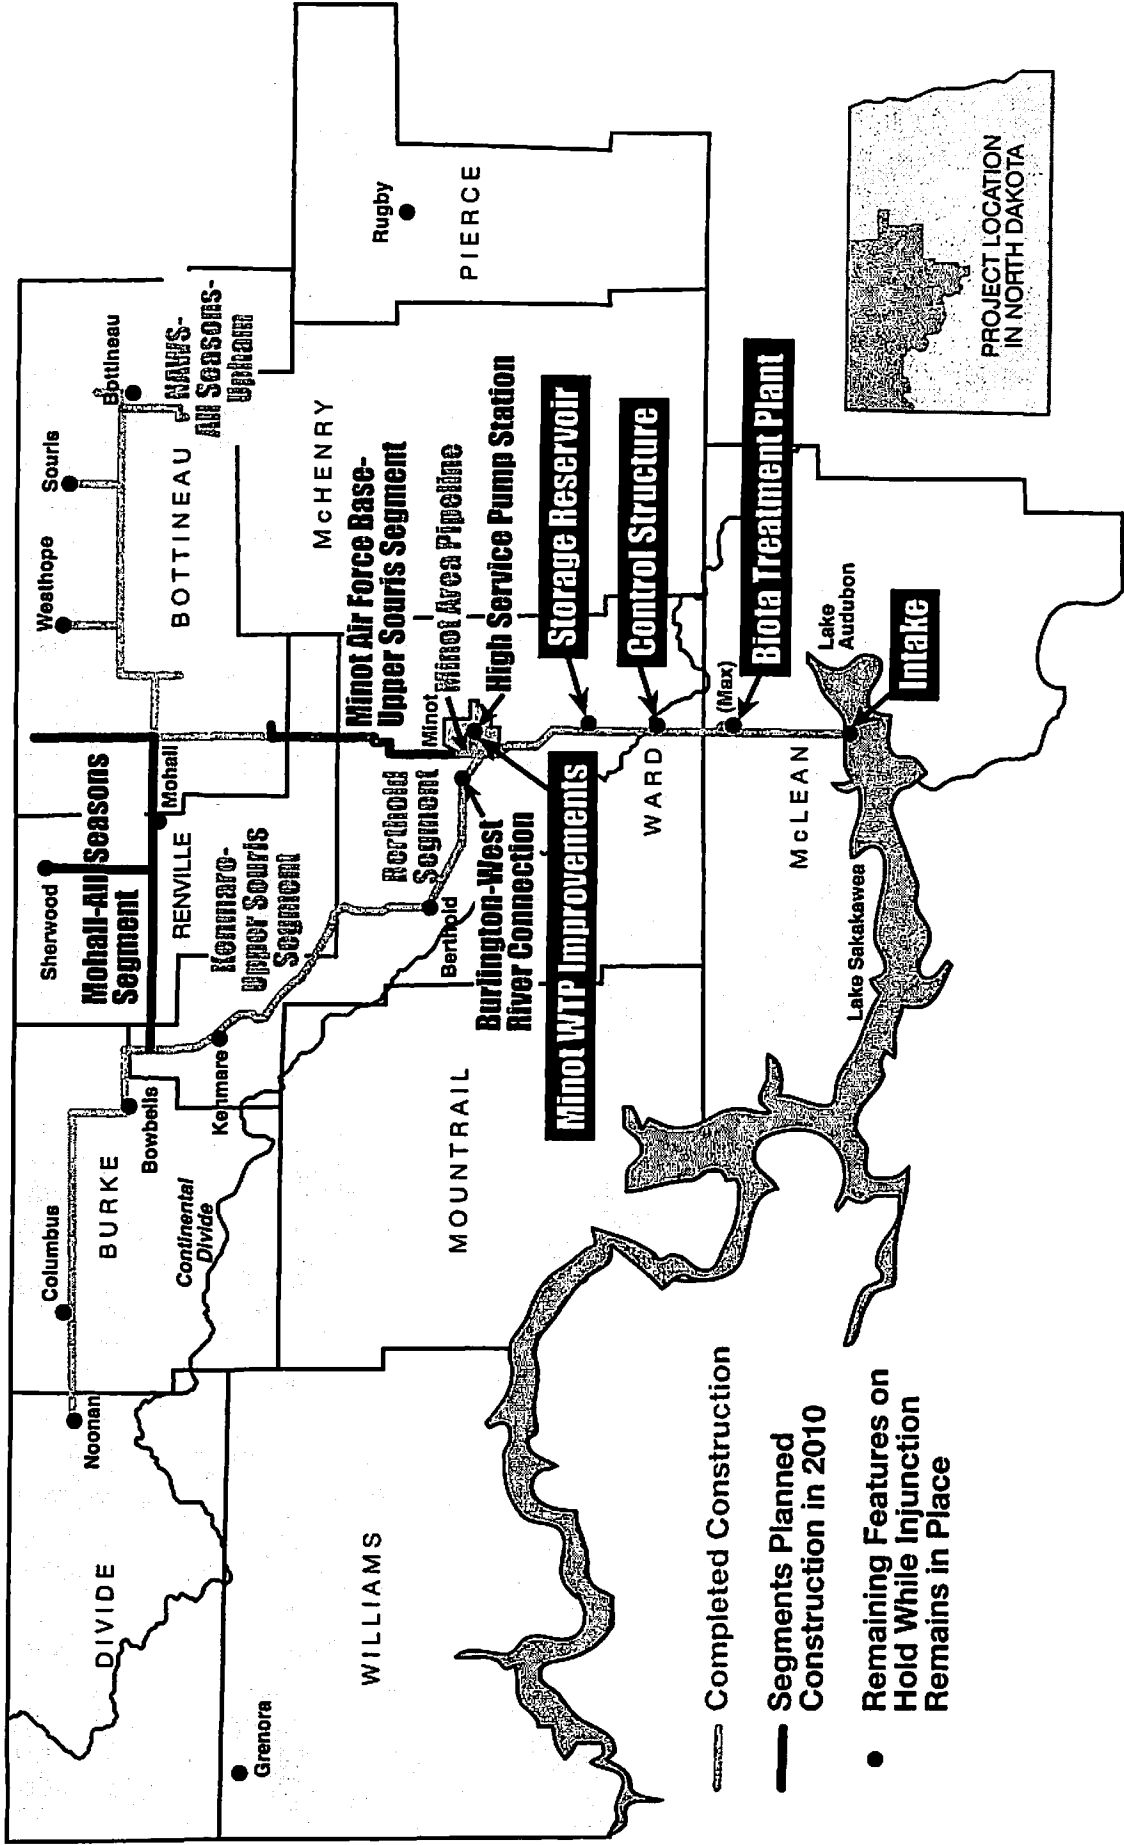 Souris
Westhope
Bottineau
NAWS-
All Seasons-
Upham
BOTTINEAU
Rugby
PIERCE
McHENRY
Sherwood
Mohall-All Seasons
Segment
Mohall
RENVILLE
Kenmare-
Upper Souris
Segment
Minot Air Force Base-
Upper Souris Segment
Minot Area Pipeline
High Service Pump Station
Minot
Berthold
Segment
Berthold
Burlington-West
River Connection
Minot WTP Improvements
Storage Reservoir
Control Structure
(Max)
Biota Treatment Plant
Lake
Audubon
Intake
WARD
McLEAN
Lake Sakakawea
Columbus
BURKE
Bowbells
Kenmare
Continental
Divide
MOUNTRAIL
Noonan
DIVIDE
WILLIAMS
Grenora
Completed Construction
Segments Planned
Construction in 2010
Remaining Features on
Hold While Injunction
Remains in Place
PROJECT LOCATION
IN NORTH DAKOTA